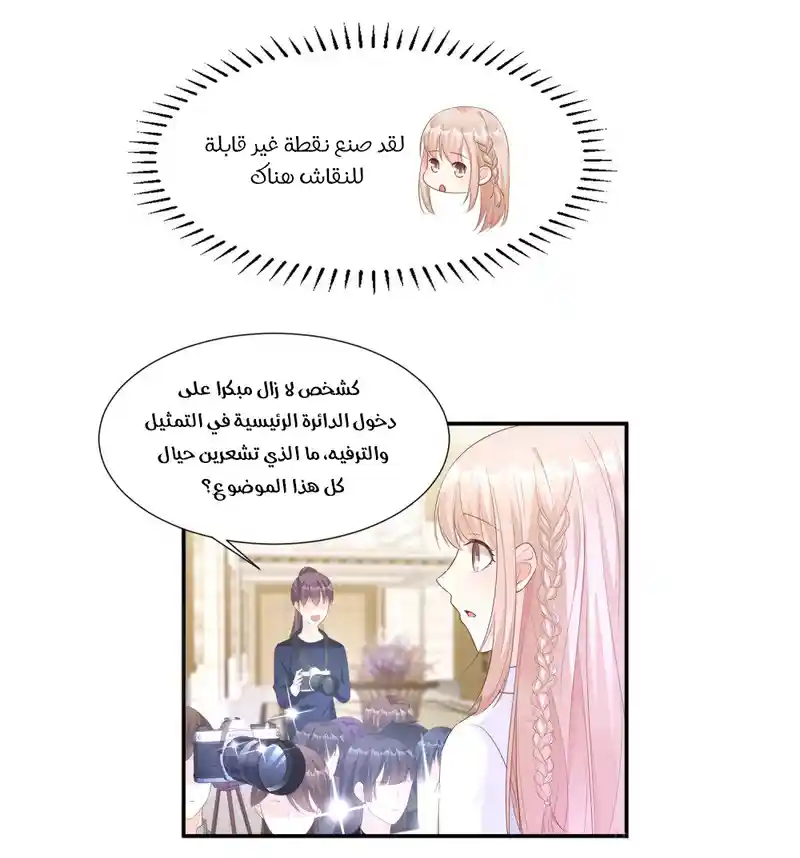 لقد صنع نقطة غير قابلة
للنقاش هناك
كشخص لا زال مبكرا على
دخول الدائرة الرئيسية في التمثيل
والترفيه، ما الذي تشعرين حيال
كل هذا الموضوع؟